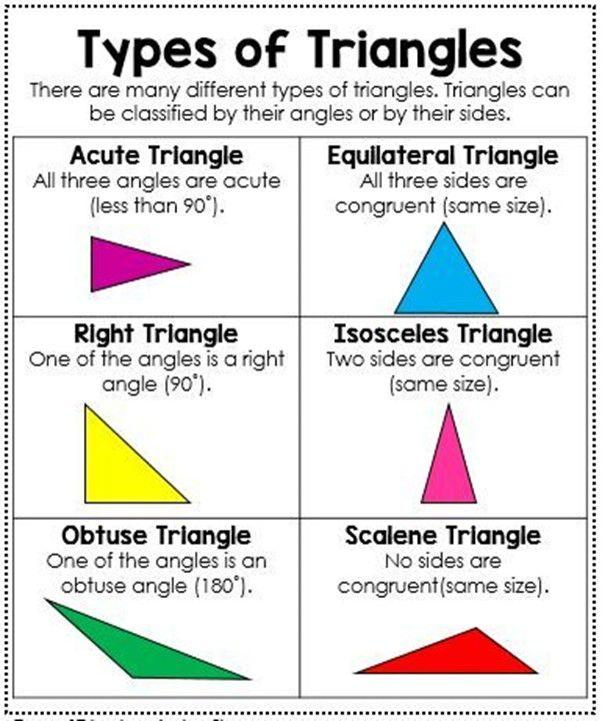 Types of Triangles
There are many different types of triangles. Triangles can
be classified by their angles or by their sides.
Acute Triangle
All three angles are acute
(less than 90˚).
Equilateral Triangle
All three sides are
congruent (same size).
Right Triangle
One of the angles is a right
angle (90˚).
Isosceles Triangle
Two sides are congruent
(same size).
Obtuse Triangle
One of the angles is an
obtuse angle (180˚).
Scalene Triangle
No sides are
congruent(same size).